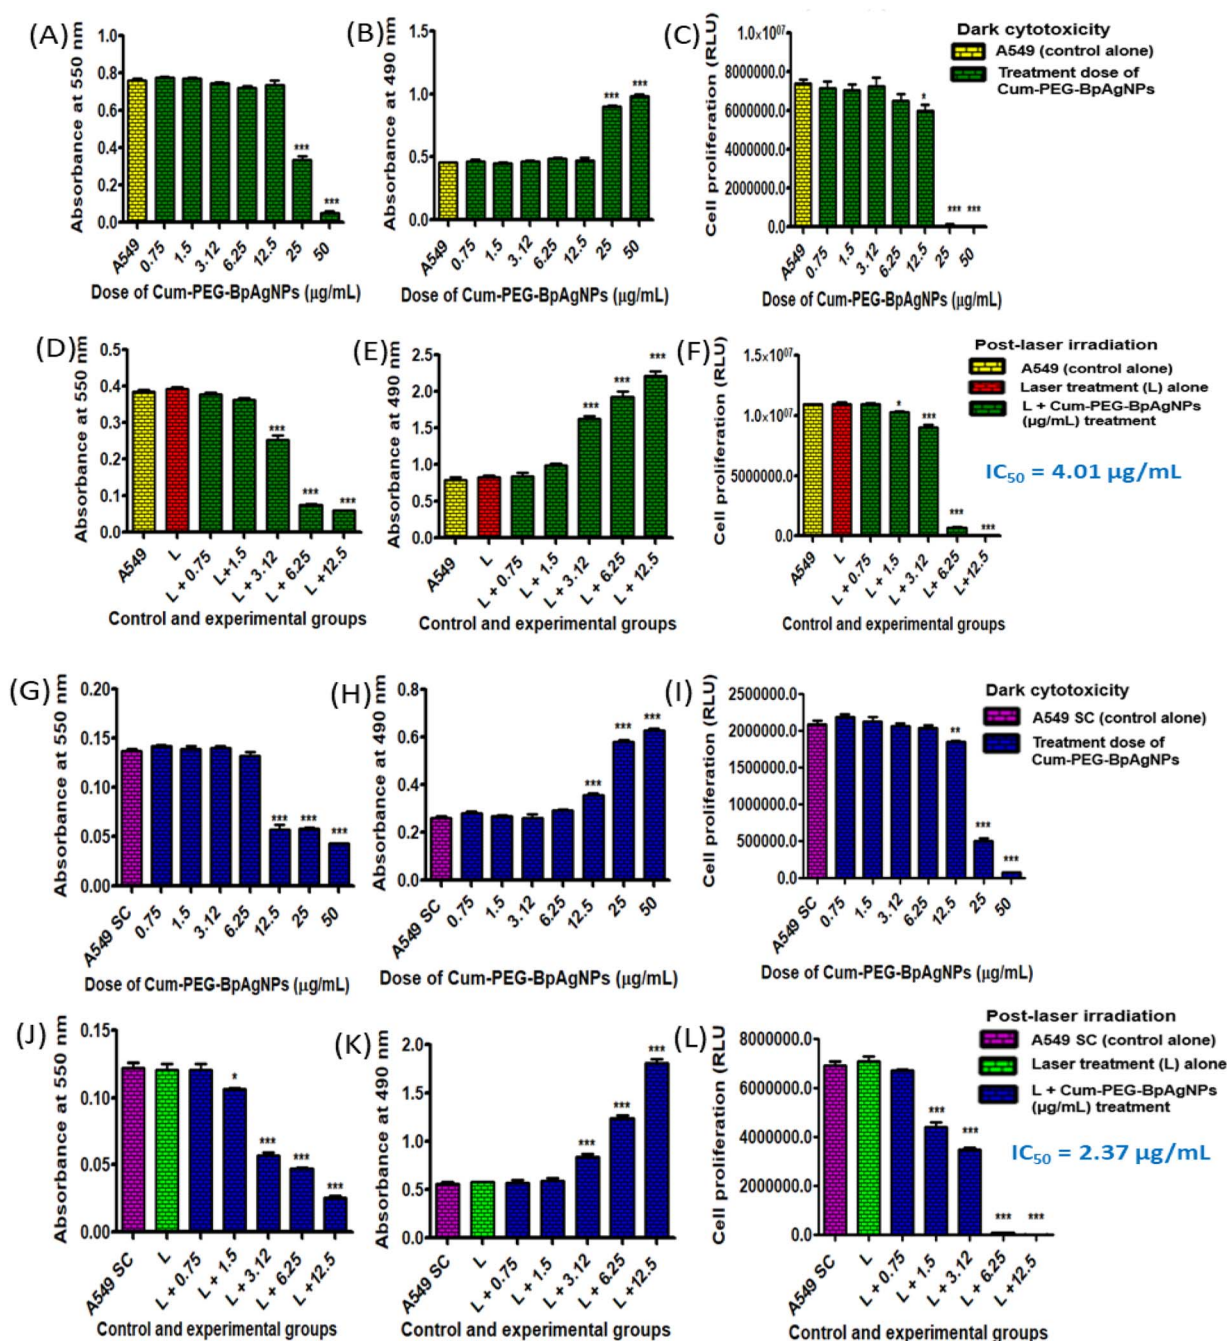 (A)
Absorbance at 550 nm
1.0
0.8
0.6
0.4
0.2
0.0
***
***
A549
0.75
1.5
3.12
6.25
12.5
25
50
Dose of Cum-PEG-BpAgNPs (µg/mL)
(B)
Absorbance at 490 nm
1.5
1.0
0.5
0.0
***
***
A549
0.75
1.5
3.12
6.25
12.5
25
50
Dose of Cum-PEG-BpAgNPs (µg/mL)
(C)
Cell proliferation (RLU)
1.0×10⁰⁷
8000000.0
6000000.0
4000000.0
2000000.0
0.0
*
***
***
A549
0.75
1.5
3.12
6.25
12.5
25
50
Dose of Cum-PEG-BpAgNPs (µg/mL)
Dark cytotoxicity
A549 (control alone)
Treatment dose of
Cum-PEG-BpAgNPs
(D)
Absorbance at 550 nm
0.5
0.4
0.3
0.2
0.1
0.0
***
***
***
A549
L
L + 0.75
L+1.5
L + 3.12
L + 6.25
L +12.5
Control and experimental groups
(E)
Absorbance at 490 nm
2.5
2.0
1.5
1.0
0.5
0.0
***
***
***
A549
L
L + 0.75
L + 1.5
L + 3.12
L + 6.25
L + 12.5
Control and experimental groups
(F)
Cell proliferation (RLU)
1.5×10⁰⁷
1.0×10⁰⁷
5000000.0
0.0
*
***
***
***
A549
L
L + 0.75
L + 1.5
L + 3.12
L+ 6.25
L+12.5
Control and experimental groups
Post-laser irradiation
A549 (control alone)
Laser treatment (L) alone
L + Cum-PEG-BpAgNPs
(µg/mL) treatment
IC₅₀ = 4.01 µg/mL
(G)
Absorbance at 550 nm
0.20
0.15
0.10
0.05
0.00
***
***
***
A549 SC
0.75
1.5
3.12
6.25
12.5
25
50
Dose of Cum-PEG-BpAgNPs (µg/mL)
(H)
Absorbance at 490 nm
0.8
0.6
0.4
0.2
0.0
***
***
***
A549 SC
0.75
1.5
3.12
6.25
12.5
25
50
Dose of Cum-PEG-BpAgNPs (µg/mL)
(I)
Cell proliferation (RLU)
2500000.0
2000000.0
1500000.0
1000000.0
500000.0
0.0
**
***
***
A549 SC
0.75
1.5
3.12
6.25
12.5
25
50
Dose of Cum-PEG-BpAgNPs (µg/mL)
Dark cytotoxicity
A549 SC (control alone)
Treatment dose of
Cum-PEG-BpAgNPs
(J)
Absorbance at 550 nm
0.15
0.10
0.05
0.00
*
***
***
***
A549 SC
L
L + 0.75
L + 1.5
L + 3.12
L + 6.25
L +12.5
Control and experimental groups
(K)
Absorbance at 490 nm
2.0
1.5
1.0
0.5
0.0
***
***
***
A549 SC
L
L + 0.75
L + 1.5
L + 3.12
L + 6.25
L +12.5
Control and experimental groups
(L)
Cell proliferation (RLU
8000000.0
6000000.0
4000000.0
2000000.0
0.0
***
***
***
***
A549 SC
L
L + 0.75
L + 1.5
L + 3.12
L + 6.25
L +12.5
Control and experimental groups
Post-laser irradiation
A549 SC (control alone)
Laser treatment (L) alone
L + Cum-PEG-BpAgNPs
(µg/mL) treatment
IC₅₀ = 2.37 µg/mL